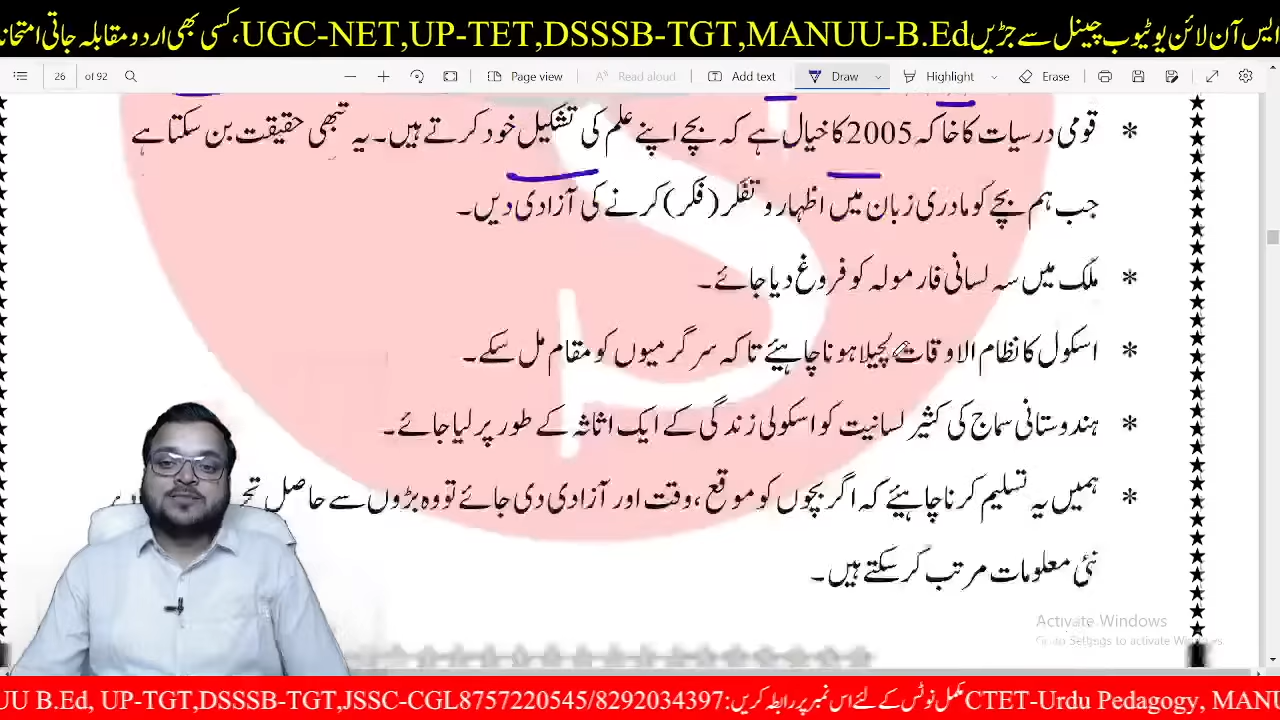 ایس آن لائن یوٹیوب چینل سے جڑیں UGC-NET,UP-TET,DSSSB-TGT,MANUU-B.Ed، کسی بھی اردو مقابلہ جاتی امتحان
26 of 92 Page view Read aloud Add text Draw Highlight Erase
* قومی درسیات کا خاکہ 2005 کا خیال ہے کہ بچے اپنے علم کی تشکیل خود کرتے ہیں۔ یہ تبھی حقیقت بن سکتا ہے
جب ہم بچے کو مادری زبان میں اظہار و تفکر (فکر) کرنے کی آزادی دیں۔
* ملک میں سہ لسانی فارمولہ کو فروغ دیا جائے۔
* اسکول کا نظام الاوقات لچیلا ہونا چاہیئے تاکہ سرگرمیوں کو مقام مل سکے۔
* ہندوستانی سماج کی کثیر لسانیت کو اسکولی زندگی کے ایک اثاثہ کے طور پر لیا جائے۔
* ہمیں یہ تسلیم کرنا چاہیئے کہ اگر بچوں کو موقع، وقت اور آزادی دی جائے تو وہ بڑوں سے حاصل
نئی معلومات مرتب کر سکتے ہیں۔
Activate Windows
Go to Settings to activate Windows.
UU B.Ed, UP-TGT,DSSSB-TGT,JSSC-CGL8757220545/8292034397:مکمل نوٹس کے لئے اس نمبر پر رابطہ کریں CTET-Urdu Pedagogy, MANU